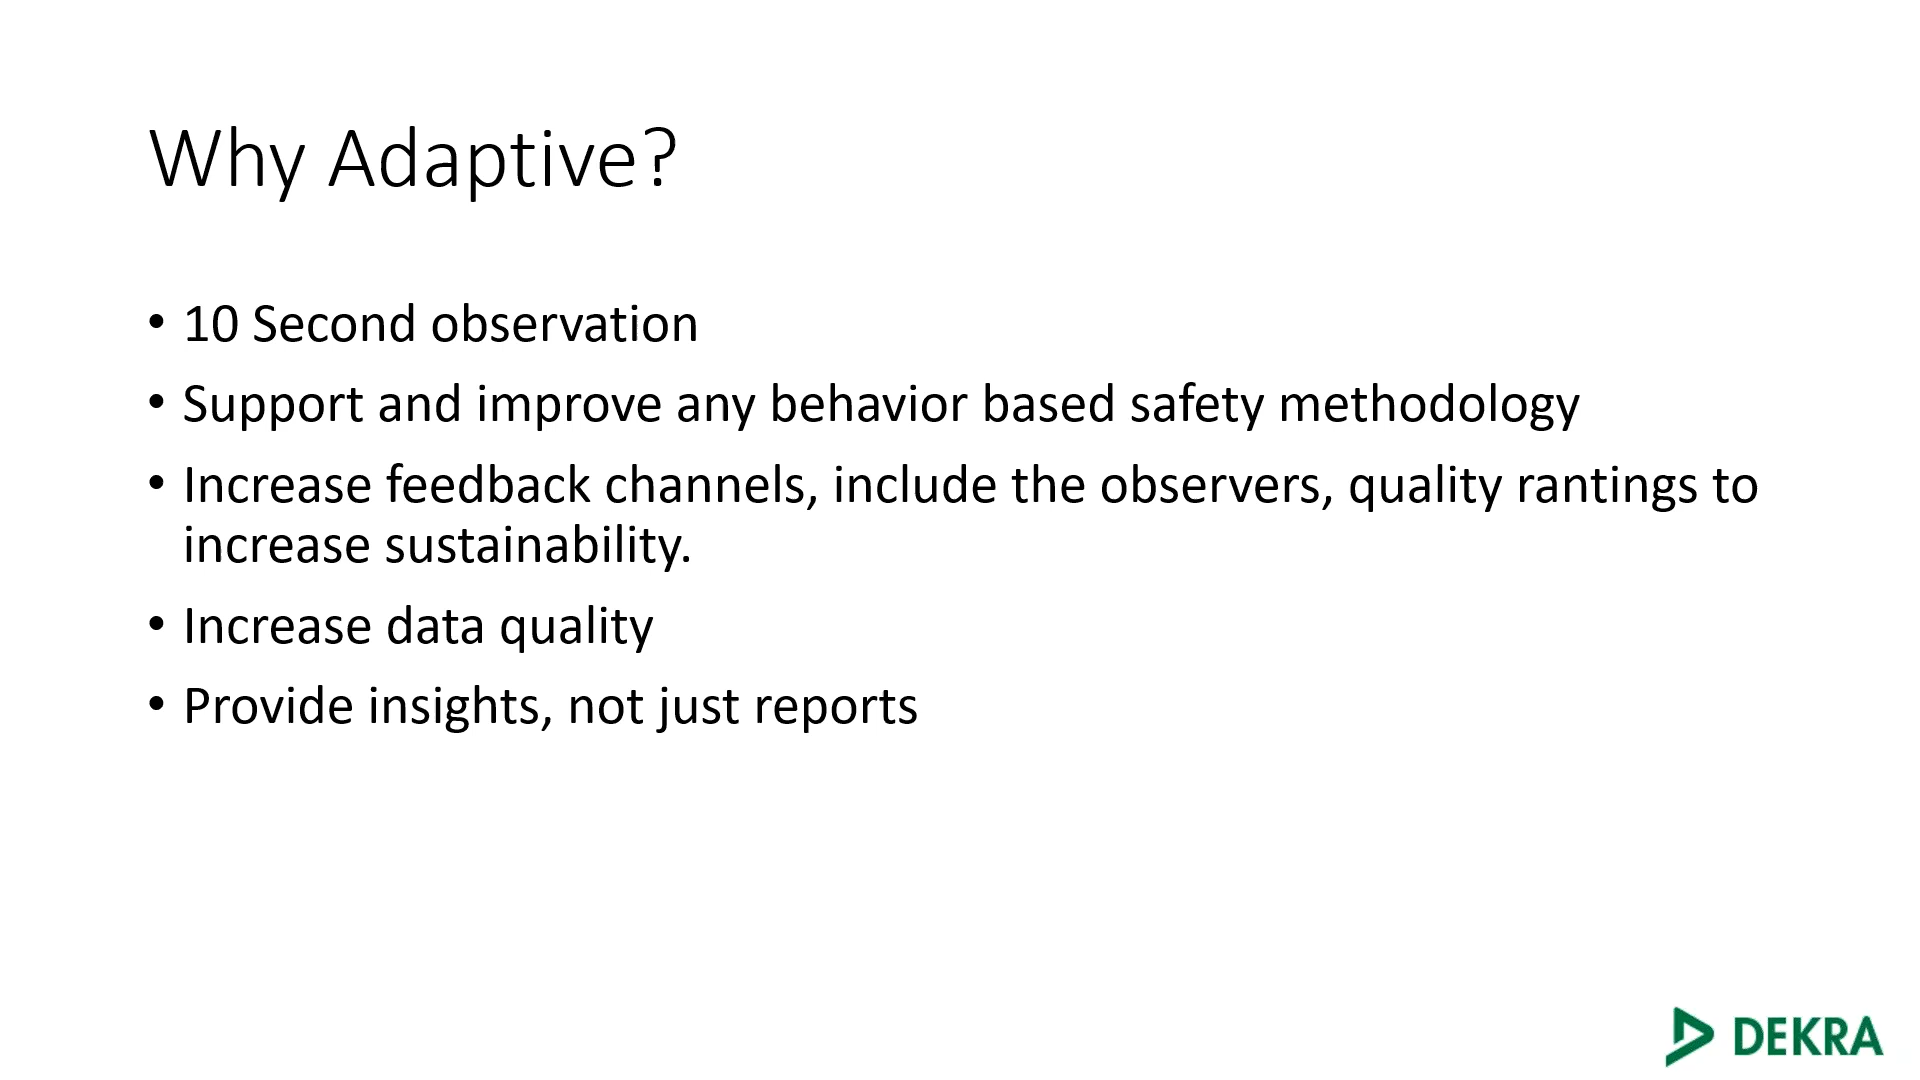 Why Adaptive?
• 10 Second observation
• Support and improve any behavior based safety methodology
• Increase feedback channels, include the observers, quality rantings to
increase sustainability.
• Increase data quality
• Provide insights, not just reports
DEKRA